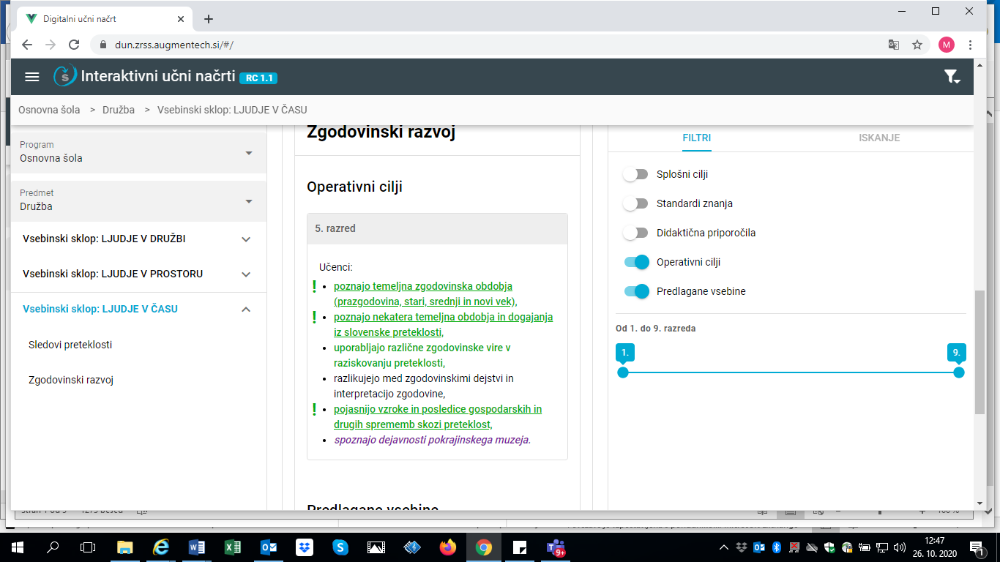 Digitalni učni načrt
dun.zrss.augmentech.si/#/
M
Interaktivni učni načrti RC 1.1
Osnovna šola > Družba > Vsebinski sklop: LJUDJE V ČASU
Program
Osnovna šola
Predmet
Družba
Vsebinski sklop: LJUDJE V DRUŽBI
Vsebinski sklop: LJUDJE V PROSTORU
Vsebinski sklop: LJUDJE V ČASU
Sledovi preteklosti
Zgodovinski razvoj
Zgodovinski razvoj
Operativni cilji
5. razred
Učenci:
! • poznajo temeljna zgodovinska obdobja
(prazgodovina, stari, srednji in novi vek),
! • poznajo nekatera temeljna obdobja in dogajanja
iz slovenske preteklosti,
• uporabljajo različne zgodovinske vire v
raziskovanju preteklosti,
• razlikujejo med zgodovinskimi dejstvi in
interpretacijo zgodovine,
! • pojasnijo vzroke in posledice gospodarskih in
drugih sprememb skozi preteklost,
• spoznajo dejavnosti pokrajinskega muzeja.
Predlagane vsebine
FILTRI
ISKANJE
Splošni cilji
Standardi znanja
Didaktična priporočila
Operativni cilji
Predlagane vsebine
Od 1. do 9. razreda
1.
9.
9+
12:47
26. 10. 2020
1